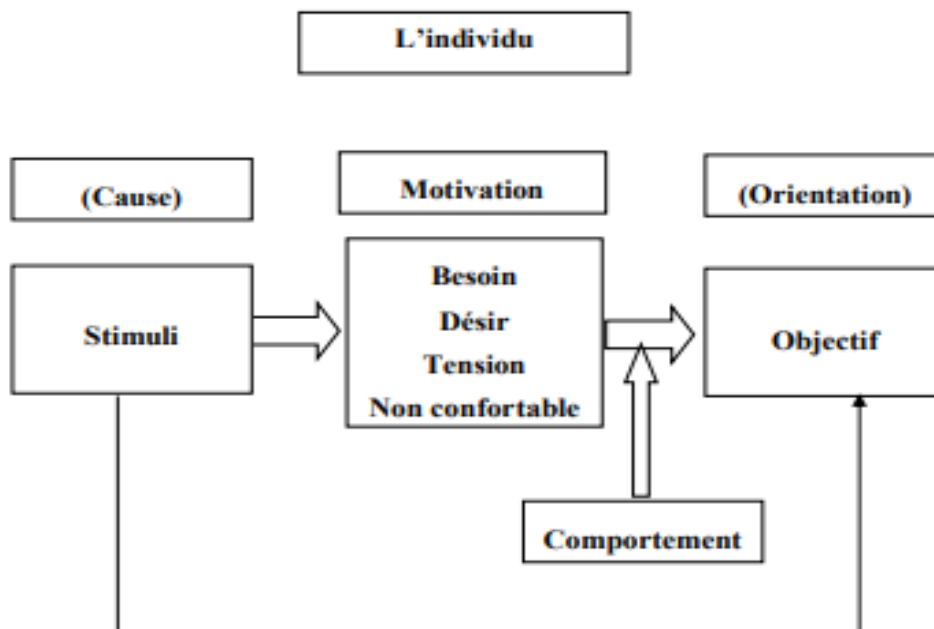 L’individu
(Cause)
Motivation
(Orientation)
Stimuli
Besoin
Désir
Tension
Non confortable
Objectif
Comportement